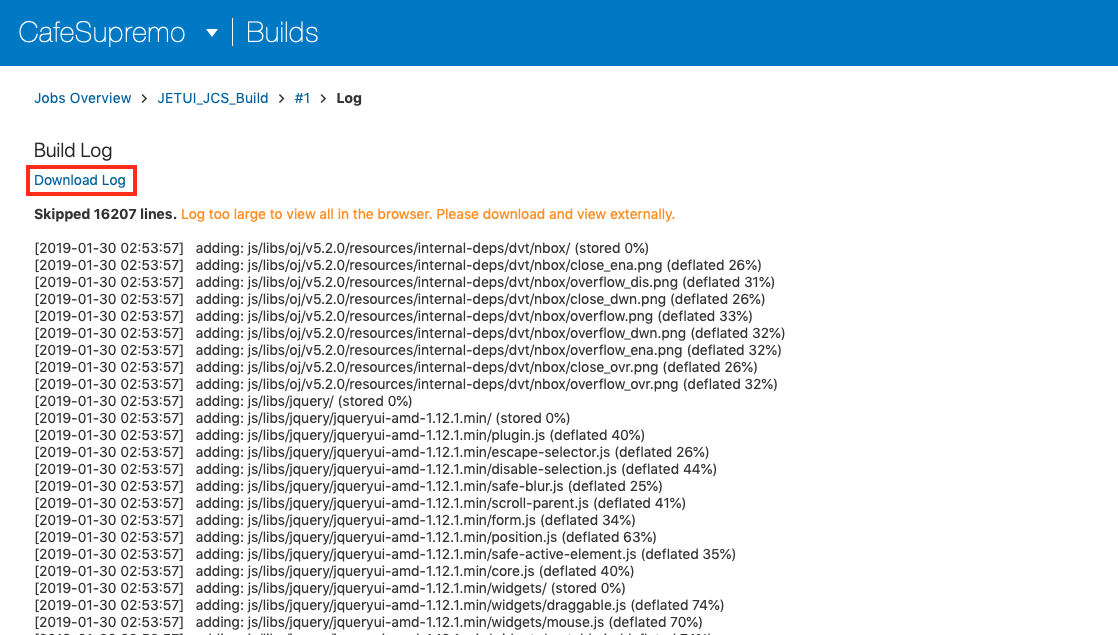 CafeSupremo Builds
Jobs Overview > JETUI_JCS_Build > #1 > Log
Build Log
Download Log
Skipped 16207 lines. Log too large to view all in the browser. Please download and view externally.
[2019-01-30 02:53:57] adding: js/libs/oj/v5.2.0/resources/internal-deps/dvt/nbox/ (stored 0%)
[2019-01-30 02:53:57] adding: js/libs/oj/v5.2.0/resources/internal-deps/dvt/nbox/close_ena.png (deflated 26%)
[2019-01-30 02:53:57] adding: js/libs/oj/v5.2.0/resources/internal-deps/dvt/nbox/overflow_dis.png (deflated 31%)
[2019-01-30 02:53:57] adding: js/libs/oj/v5.2.0/resources/internal-deps/dvt/nbox/close_dwn.png (deflated 26%)
[2019-01-30 02:53:57] adding: js/libs/oj/v5.2.0/resources/internal-deps/dvt/nbox/overflow.png (deflated 33%)
[2019-01-30 02:53:57] adding: js/libs/oj/v5.2.0/resources/internal-deps/dvt/nbox/overflow_dwn.png (deflated 32%)
[2019-01-30 02:53:57] adding: js/libs/oj/v5.2.0/resources/internal-deps/dvt/nbox/overflow_ena.png (deflated 32%)
[2019-01-30 02:53:57] adding: js/libs/oj/v5.2.0/resources/internal-deps/dvt/nbox/close_ovr.png (deflated 26%)
[2019-01-30 02:53:57] adding: js/libs/oj/v5.2.0/resources/internal-deps/dvt/nbox/overflow_ovr.png (deflated 32%)
[2019-01-30 02:53:57] adding: js/libs/jquery/ (stored 0%)
[2019-01-30 02:53:57] adding: js/libs/jquery/jqueryui-amd-1.12.1.min/ (stored 0%)
[2019-01-30 02:53:57] adding: js/libs/jquery/jqueryui-amd-1.12.1.min/plugin.js (deflated 40%)
[2019-01-30 02:53:57] adding: js/libs/jquery/jqueryui-amd-1.12.1.min/escape-selector.js (deflated 26%)
[2019-01-30 02:53:57] adding: js/libs/jquery/jqueryui-amd-1.12.1.min/disable-selection.js (deflated 44%)
[2019-01-30 02:53:57] adding: js/libs/jquery/jqueryui-amd-1.12.1.min/safe-blur.js (deflated 25%)
[2019-01-30 02:53:57] adding: js/libs/jquery/jqueryui-amd-1.12.1.min/scroll-parent.js (deflated 41%)
[2019-01-30 02:53:57] adding: js/libs/jquery/jqueryui-amd-1.12.1.min/form.js (deflated 34%)
[2019-01-30 02:53:57] adding: js/libs/jquery/jqueryui-amd-1.12.1.min/position.js (deflated 63%)
[2019-01-30 02:53:57] adding: js/libs/jquery/jqueryui-amd-1.12.1.min/safe-active-element.js (deflated 35%)
[2019-01-30 02:53:57] adding: js/libs/jquery/jqueryui-amd-1.12.1.min/core.js (deflated 40%)
[2019-01-30 02:53:57] adding: js/libs/jquery/jqueryui-amd-1.12.1.min/widgets/ (stored 0%)
[2019-01-30 02:53:57] adding: js/libs/jquery/jqueryui-amd-1.12.1.min/widgets/draggable.js (deflated 74%)
[2019-01-30 02:53:57] adding: js/libs/jquery/jqueryui-amd-1.12.1.min/widgets/mouse.js (deflated 70%)